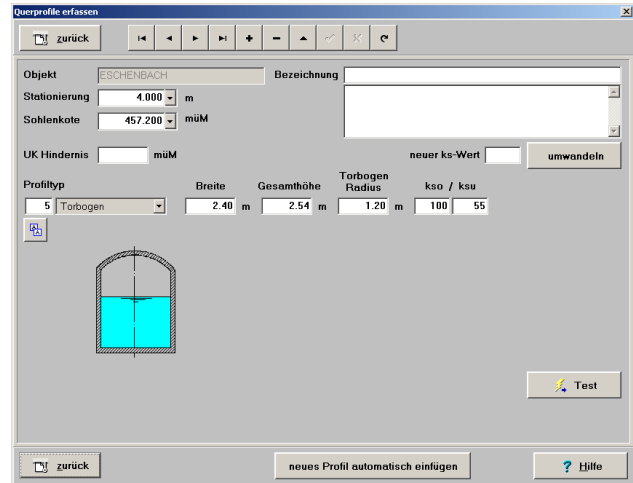 Querprofile erfassen
zurück
Objekt ESCHENBACH Bezeichnung
Stationierung 4.000 m
Sohlenkote 457.200 müM
UK Hindernis müM neuer ks-Wert umwandeln
Profiltyp Breite Gesamthöhe Torbogen Radius kso / ksu
5 Torbogen 2.40 m 2.54 m 1.20 m 100 55
Test
zurück neues Profil automatisch einfügen Hilfe